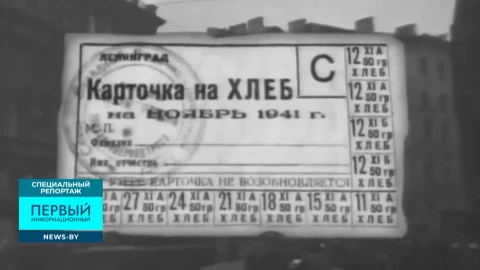 ЛЕНИНГРАД
С
Карточка на ХЛЕБ
на НОЯБРЬ 1941 г.
Фамилия
М. П.
Имя, отчество
КАРТОЧКА НЕ ВОЗОБНОВЛЯЕТСЯ
12 XI А
50 гр
ХЛЕБ
12 XI А
50 гр
ХЛЕБ
12 XI Б
50 гр
ХЛЕБ
12 XI Б
50 гр
ХЛЕБ
27 XI А
50 гр
ХЛЕБ
24 XI А
50 гр
ХЛЕБ
21 XI А
50 гр
ХЛЕБ
18 XI А
50 гр
ХЛЕБ
15 XI А
50 гр
ХЛЕБ
11 XI
50 гр
ХЛЕБ
СПЕЦИАЛЬНЫЙ
РЕПОРТАЖ
ПЕРВЫЙ
ИНФОРМАЦИОННЫЙ
NEWS.BY